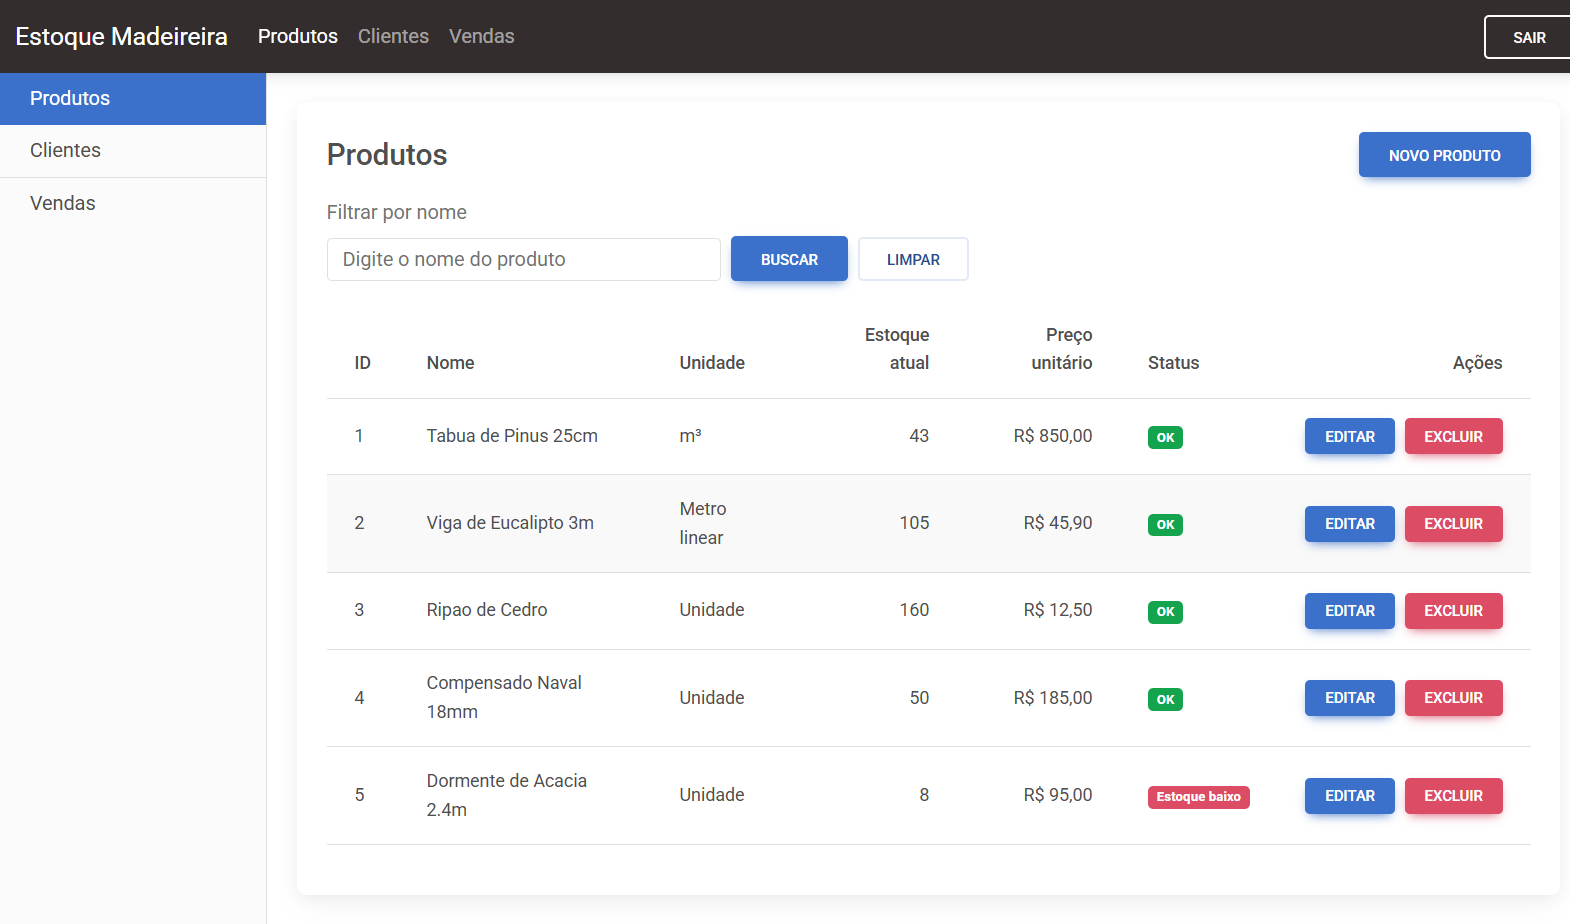 Estoque Madeireira Produtos Clientes Vendas SAIR
Produtos
Clientes
Vendas
Produtos NOVO PRODUTO
Filtrar por nome
Digite o nome do produto BUSCAR LIMPAR
ID Nome Unidade Estoque atual Preço unitário Status Ações
1 Tabua de Pinus 25cm m³ 43 R$ 850,00 OK EDITAR EXCLUIR
2 Viga de Eucalipto 3m Metro linear 105 R$ 45,90 OK EDITAR EXCLUIR
3 Ripao de Cedro Unidade 160 R$ 12,50 OK EDITAR EXCLUIR
4 Compensado Naval 18mm Unidade 50 R$ 185,00 OK EDITAR EXCLUIR
5 Dormente de Acacia 2.4m Unidade 8 R$ 95,00 Estoque baixo EDITAR EXCLUIR